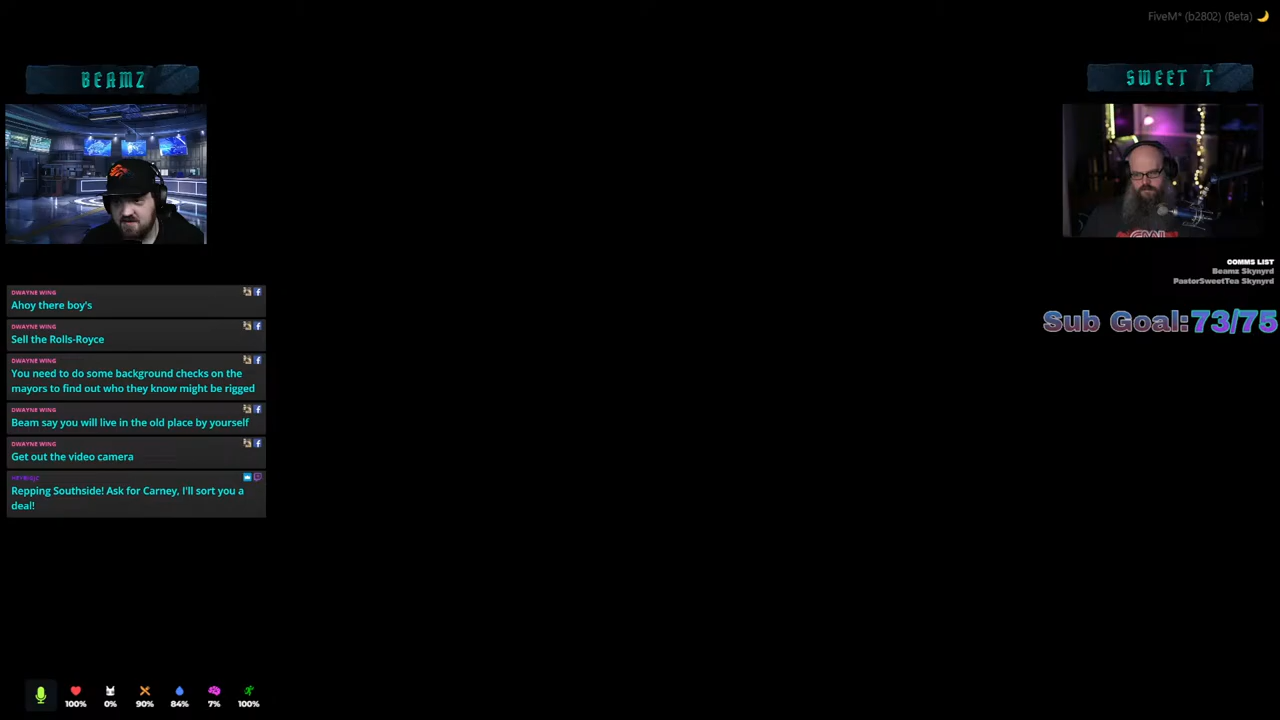 FiveM* (b2802) (Beta)
BEAMZ
SWEET T
COMMS LIST
Beamz Skynyrd
PastorSweetTea Skynyrd
Sub Goal:73/75
DWAYNE WING
Ahoy there boy's
DWAYNE WING
Sell the Rolls-Royce
DWAYNE WING
You need to do some background checks on the
mayors to find out who they know might be rigged
DWAYNE WING
Beam say you will live in the old place by yourself
DWAYNE WING
Get out the video camera
Repping Southside! Ask for Carney, I'll sort you a
deal!
100%
0%
90%
84%
7%
100%